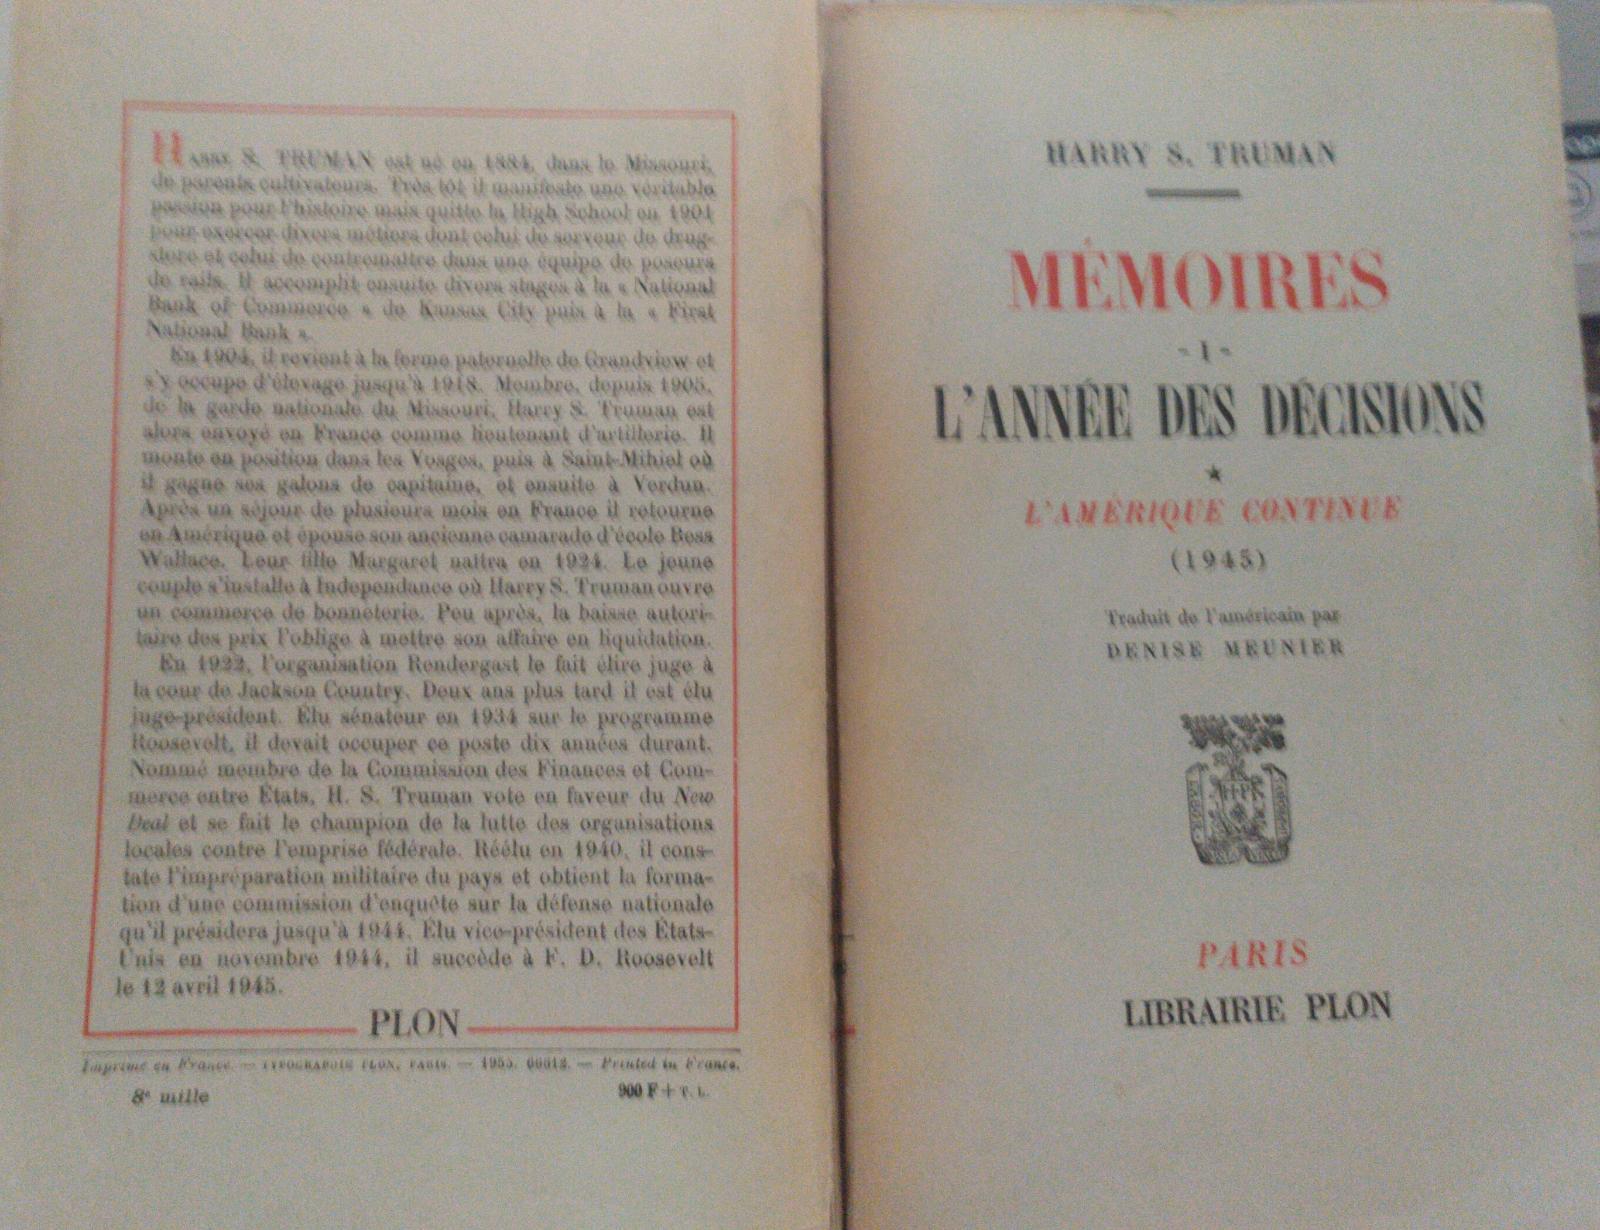 HARRY S. TRUMAN est né en 1884, dans le Missouri,
de parents cultivateurs. Très tôt il manifeste une véritable
passion pour l'histoire mais quitte la High School en 1901
pour exercer divers métiers dont celui de serveur de drug-
store et celui de contremaître dans une équipe de poseurs
de rails. Il accomplit ensuite divers stages à la « National
Bank of Commerce » de Kansas City puis à la « First
National Bank ».
En 1904, il revient à la ferme paternelle de Grandview et
s'y occupe d'élevage jusqu'à 1918. Membre, depuis 1905,
de la garde nationale du Missouri, Harry S. Truman est
alors envoyé en France comme lieutenant d'artillerie. Il
monte en position dans les Vosges, puis à Saint-Mihiel où
il gagne ses galons de capitaine, et ensuite à Verdun.
Après un séjour de plusieurs mois en France il retourne
en Amérique et épouse son ancienne camarade d'école Bess
Wallace. Leur fille Margaret naîtra en 1924. Le jeune
couple s'installe à Independance où Harry S. Truman ouvre
un commerce de bonneterie. Peu après, la baisse autori-
taire des prix l'oblige à mettre son affaire en liquidation.
En 1922, l'organisation Rendergast le fait élire juge à
la cour de Jackson Country. Deux ans plus tard il est élu
juge-président. Élu sénateur en 1934 sur le programme
Roosevelt, il devait occuper ce poste dix années durant.
Nommé membre de la Commission des Finances et Com-
merce entre États, H. S. Truman vote en faveur du New
Deal et se fait le champion de la lutte des organisations
locales contre l'emprise fédérale. Réélu en 1940, il cons-
tate l'impréparation militaire du pays et obtient la forma-
tion d'une commission d'enquête sur la défense nationale
qu'il présidera jusqu'à 1944. Élu vice-président des États-
Unis en novembre 1944, il succède à F. D. Roosevelt
le 12 avril 1945.
PLON
Imprimé en France. — TYPOGRAPHIE PLON, PARIS. — 1955. — Printed in France.
8e mille
900 F + T. L.
HARRY S. TRUMAN
MÉMOIRES
- I -
L'ANNÉE DES DÉCISIONS
★
L'AMÉRIQUE CONTINUE
(1945)
Traduit de l'américain par
DENISE MEUNIER
PARIS
LIBRAIRIE PLON